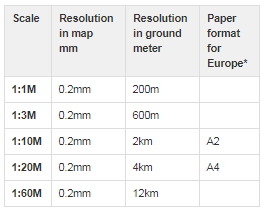 Scale Resolution in map mm Resolution in ground meter Paper format for Europe*
1:1M 0.2mm 200m
1:3M 0.2mm 600m
1:10M 0.2mm 2km A2
1:20M 0.2mm 4km A4
1:60M 0.2mm 12km